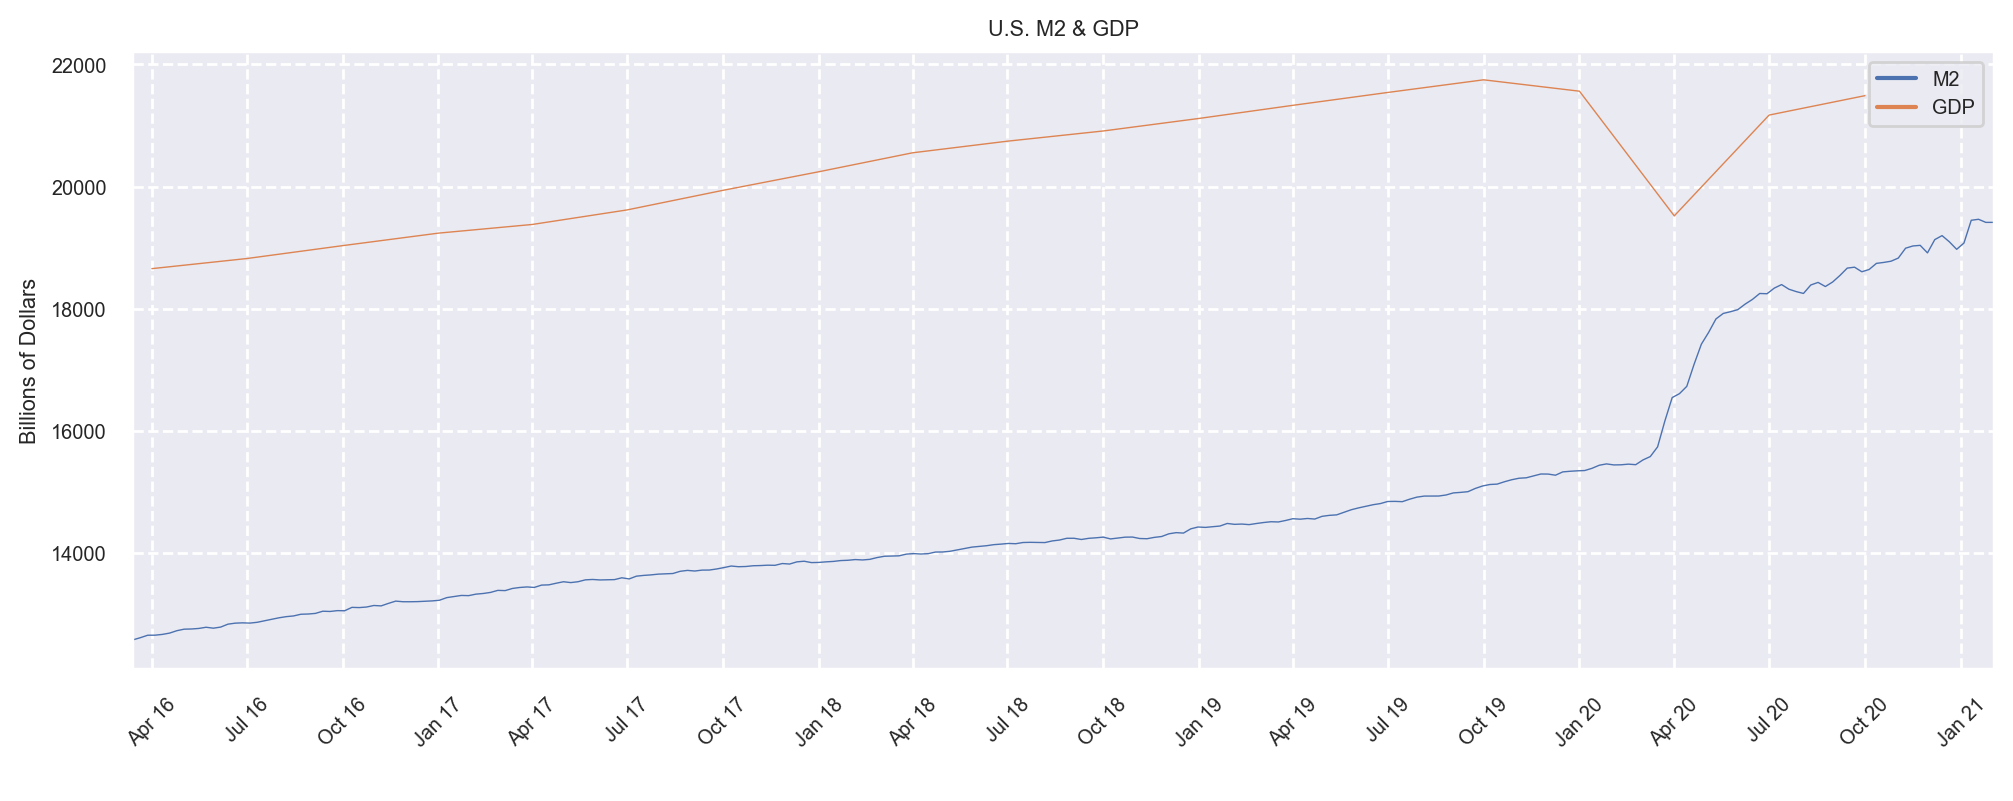 U.S. M2 & GDP
Billions of Dollars
22000
20000
18000
16000
14000
M2
GDP
Apr 16
Jul 16
Oct 16
Jan 17
Apr 17
Jul 17
Oct 17
Jan 18
Apr 18
Jul 18
Oct 18
Jan 19
Apr 19
Jul 19
Oct 19
Jan 20
Apr 20
Jul 20
Oct 20
Jan 21